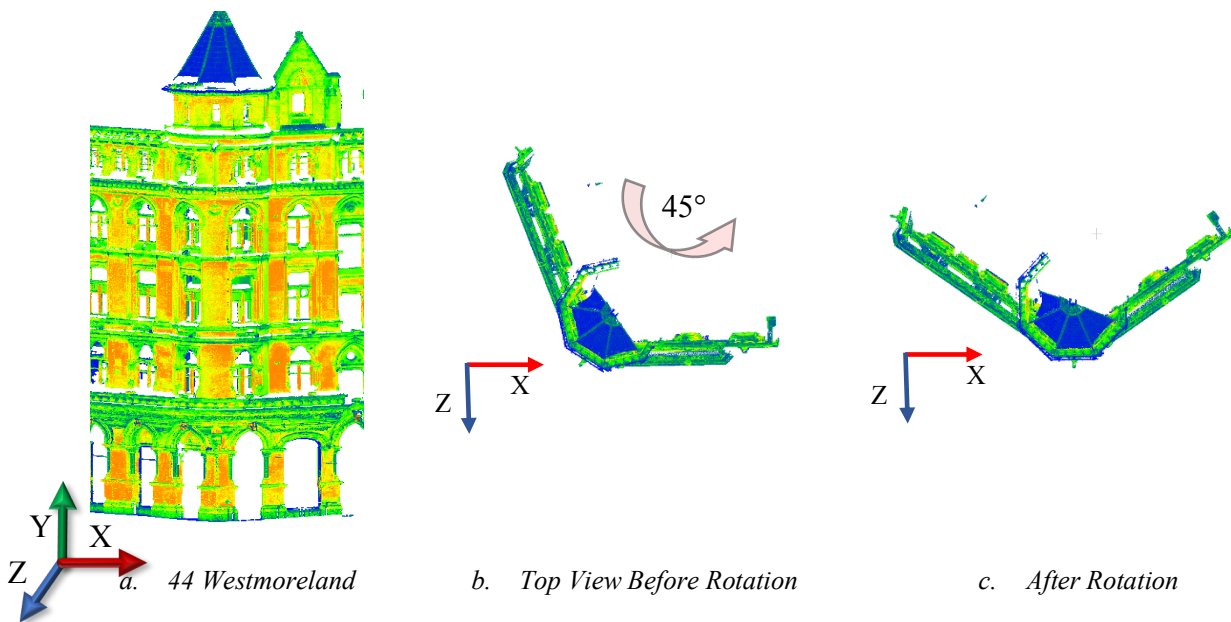 45°
X
Z
X
Z
Y
X
Z
a. 44 Westmoreland
b. Top View Before Rotation
c. After Rotation